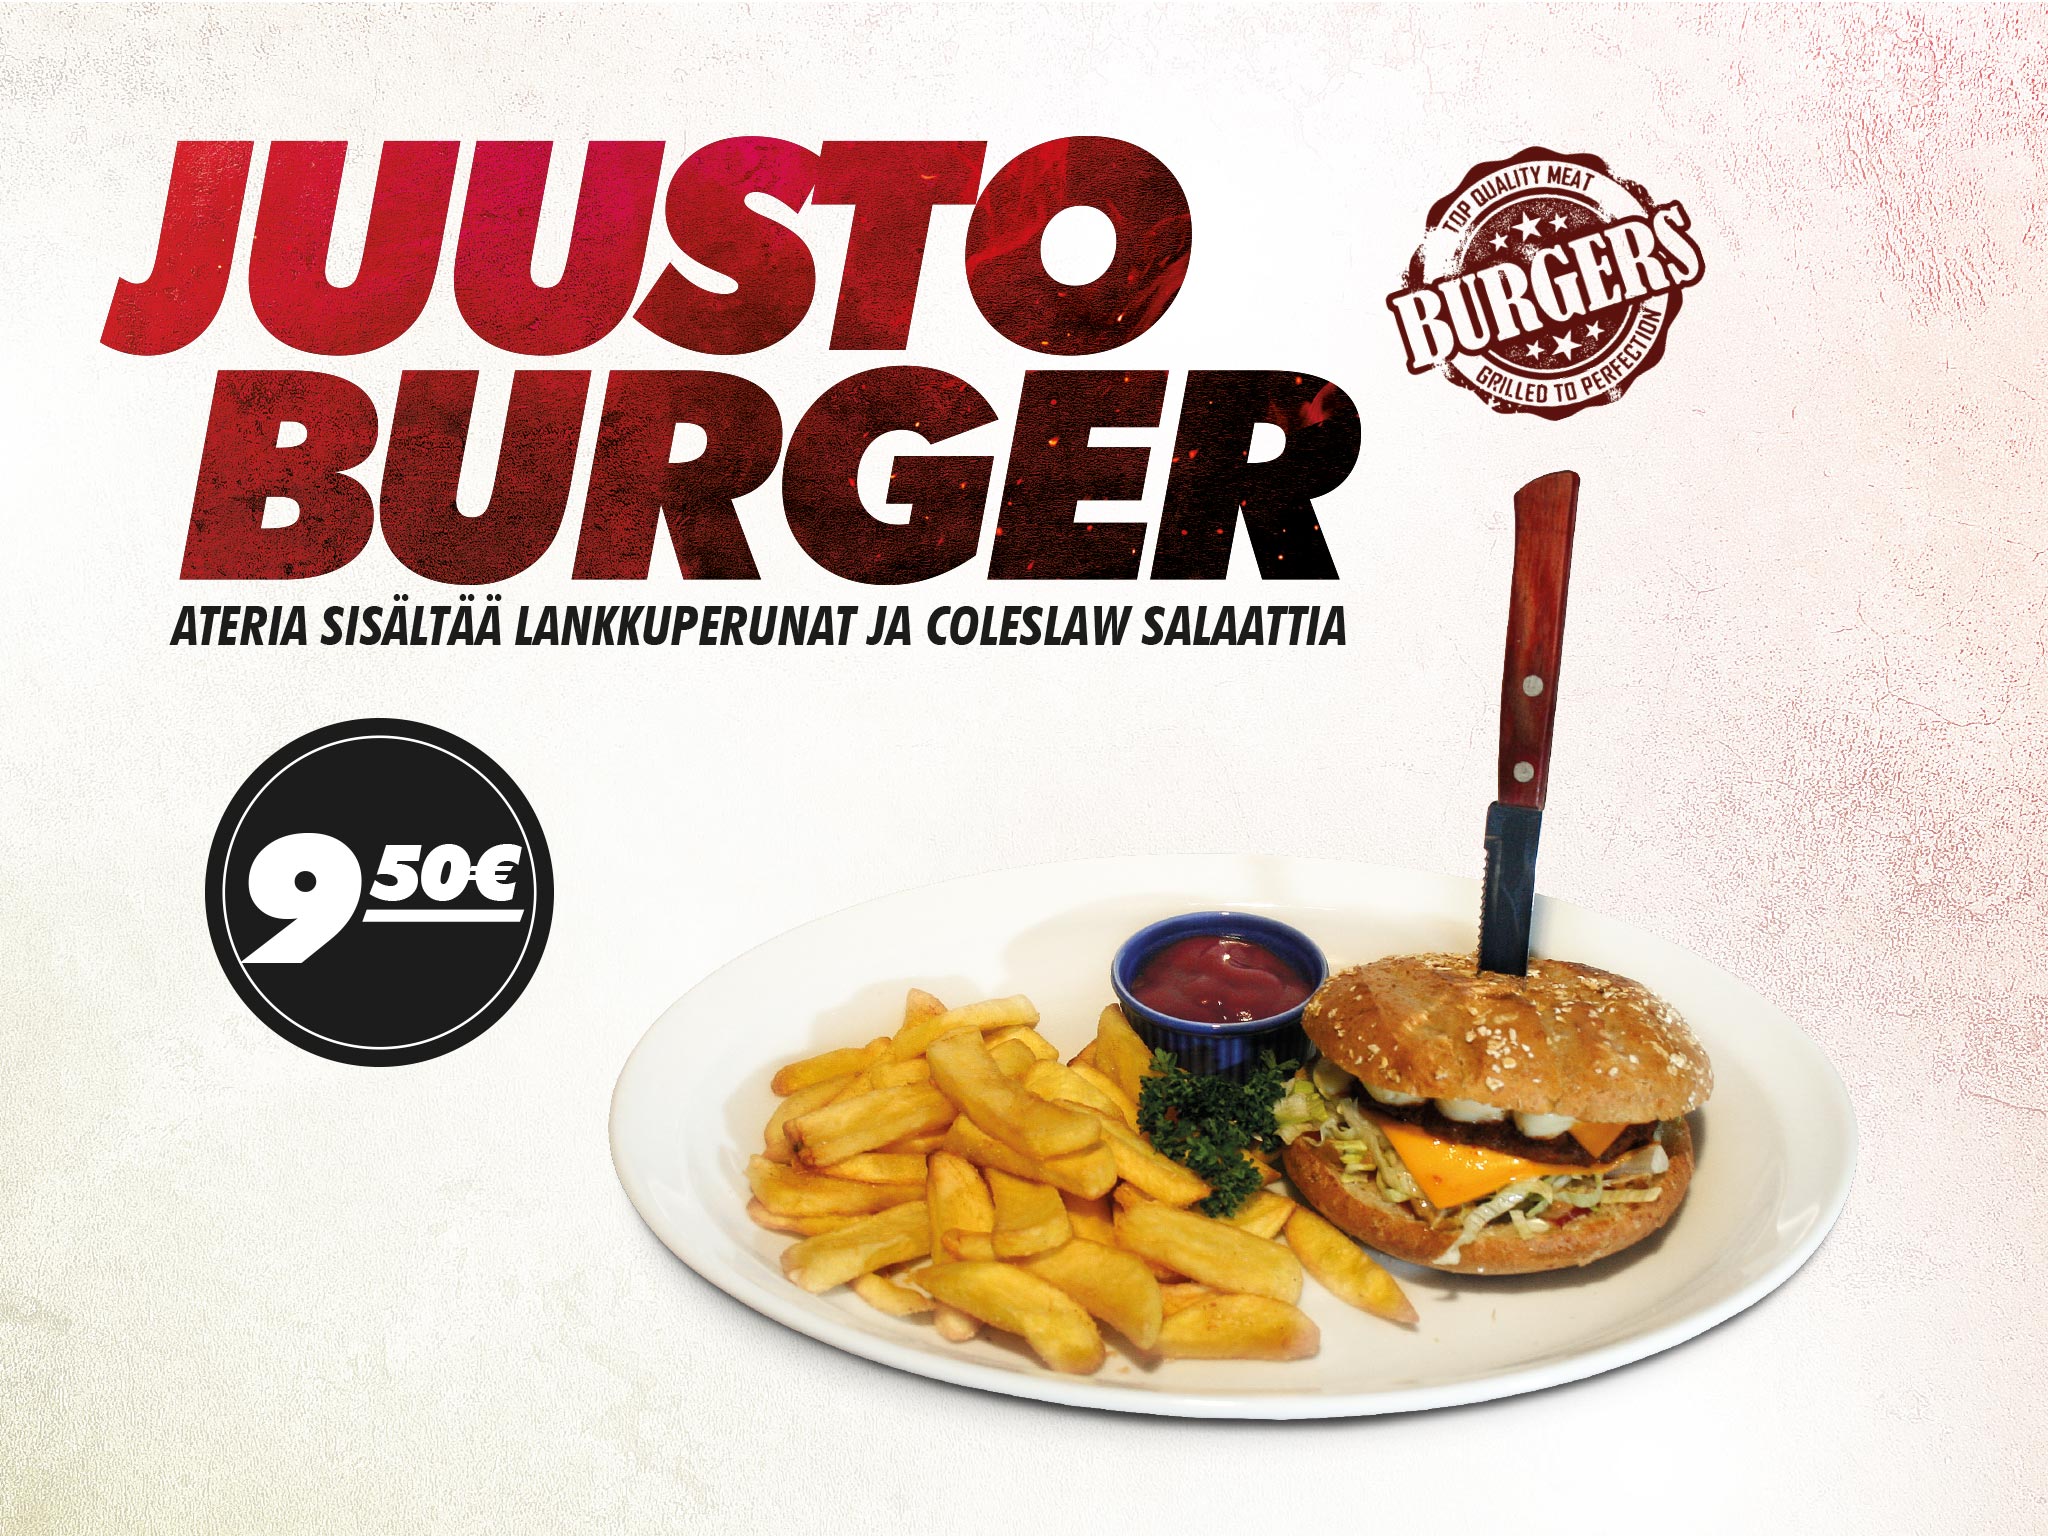 JUUSTO
BURGER
ATERIA SISÄLTÄÄ LANKKUPERUNAT JA COLESLAW SALAATTIA
TOP QUALITY MEAT
BURGERS
GRILLED TO PERFECTION
9 50€